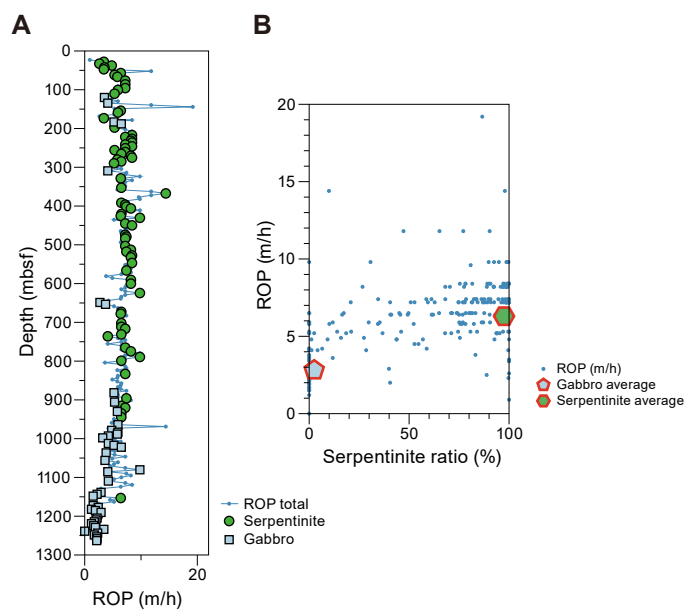 A
0
100
200
300
400
500
600
700
800
900
1000
1100
1200
1300
Depth (mbsf)
0
20
ROP (m/h)
ROP total
Serpentinite
Gabbro
B
20
15
10
5
0
ROP (m/h)
0
50
100
Serpentinite ratio (%)
ROP (m/h)
Gabbro average
Serpentinite average